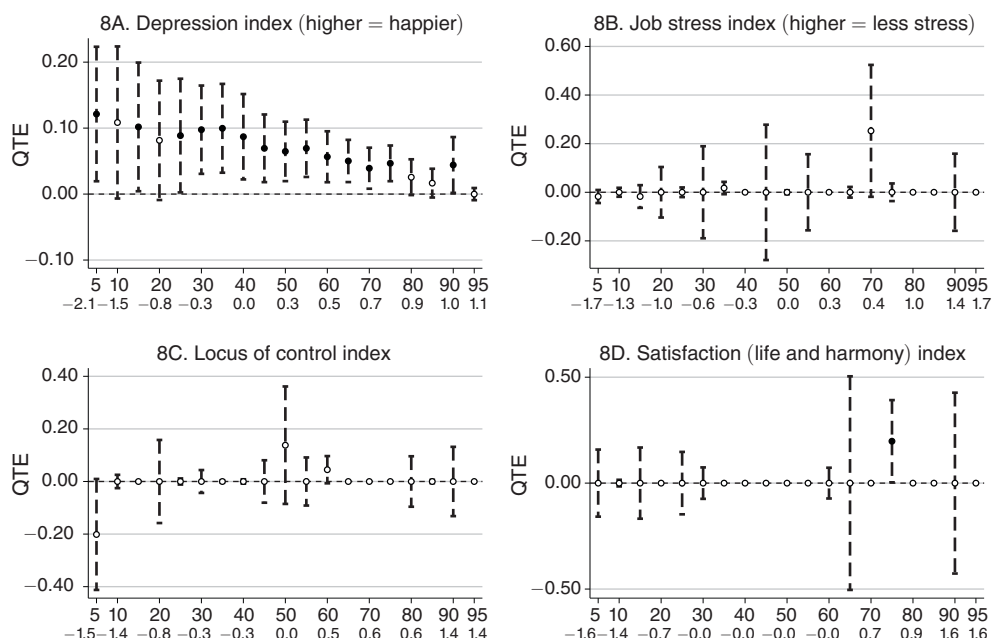 8A. Depression index (higher = happier)
QTE
0.20
0.10
0.00
−0.10
5 10 20 30 40 50 60 70 80 90 95
−2.1 −1.5 −0.8 −0.3 0.0 0.3 0.5 0.7 0.9 1.0 1.1
8B. Job stress index (higher = less stress)
QTE
0.60
0.40
0.20
0.00
−0.20
5 10 20 30 40 50 60 70 80 90 95
−1.7 −1.3 −1.0 −0.6 −0.3 0.0 0.3 0.4 1.0 1.4 1.7
8C. Locus of control index
QTE
0.40
0.20
0.00
−0.20
−0.40
5 10 20 30 40 50 60 70 80 90 95
−1.5 −1.4 −0.8 −0.3 −0.3 0.0 0.5 0.6 0.6 1.4 1.4
8D. Satisfaction (life and harmony) index
QTE
0.50
0.00
−0.50
5 10 20 30 40 50 60 70 80 90 95
−1.6 −1.4 −0.7 −0.0 −0.0 −0.0 −0.0 0.7 0.9 1.6 1.6